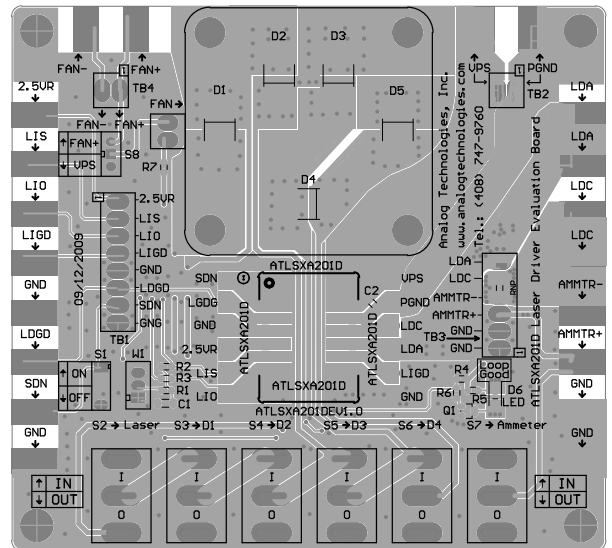 FAN- FAN+ TB4
D2 D3
VPS PGND TB2
2.5VR
LIS
LIO
LIGD
GND
LDGD
SDN
GND
FAN- FAN+ FAN
FAN+ S8
VPS
R7
D1 D5
D4
Analog Technologies, Inc.
www.analogtechnologies.com
Tel.: (408) 747-9760
ATLSXA201D Laser Driver Evaluation Board
LDA
LDA
LDC
LDC
AMMTR-
AMMTR+
GND
GND
09/12/2009
1
2.5VR
LIS
LIO
LIGD
GND
LDGD
SDN
GNG
TB1
ATLSXA201D
SDN
LGDG
GND
2.5VR
LIS
LIO
ATLSXA201D
ATLSXA201D
C2
VPS
PGND
LDC
LDA
LIGD
GND
ATLSXA201D
ATLSXA201DEV1.0
LDA
LDC
AMMTR-
AMMTR+
GND
GND
TB3
RNP
1
S1
ON
OFF
W1
R2
R3
R1
C1
R4
R6
Q1
R5
GOOD
D6
LED
S2 → Laser S3 → D1 S4 → D2 S5 → D3 S6 → D4 S7 → Ammeter
I I I I I I
O O O O O O
↑ IN
↓ OUT
↑ IN
↓ OUT